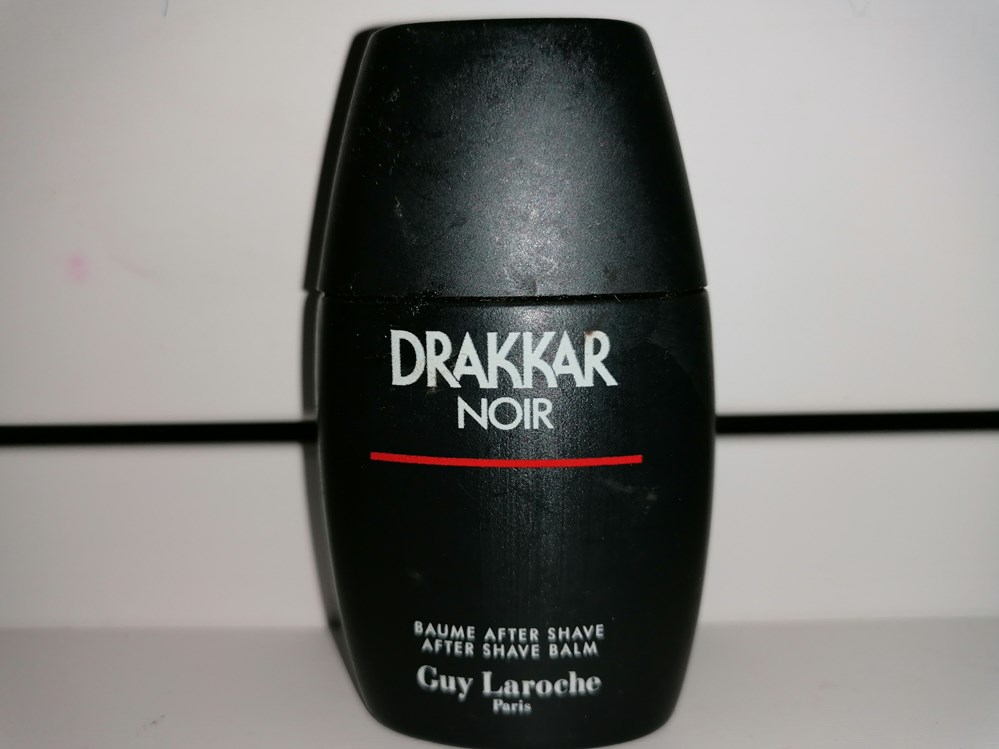 DRAKKAR
NOIR
BAUME AFTER SHAVE
AFTER SHAVE BALM
Guy Laroche
Paris